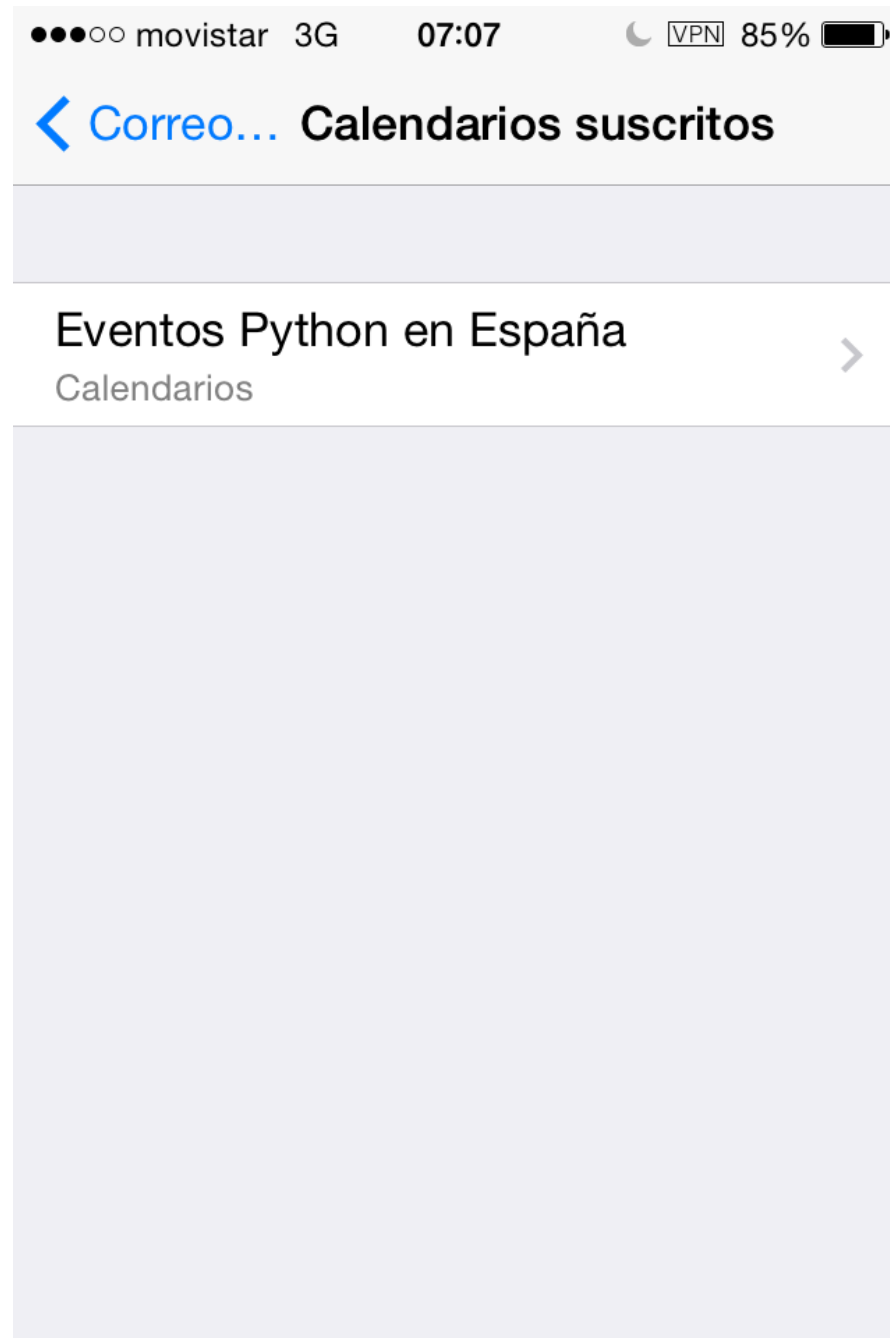 movistar 3G 07:07 VPN 85%
Correo... Calendarios suscritos
Eventos Python en España
Calendarios